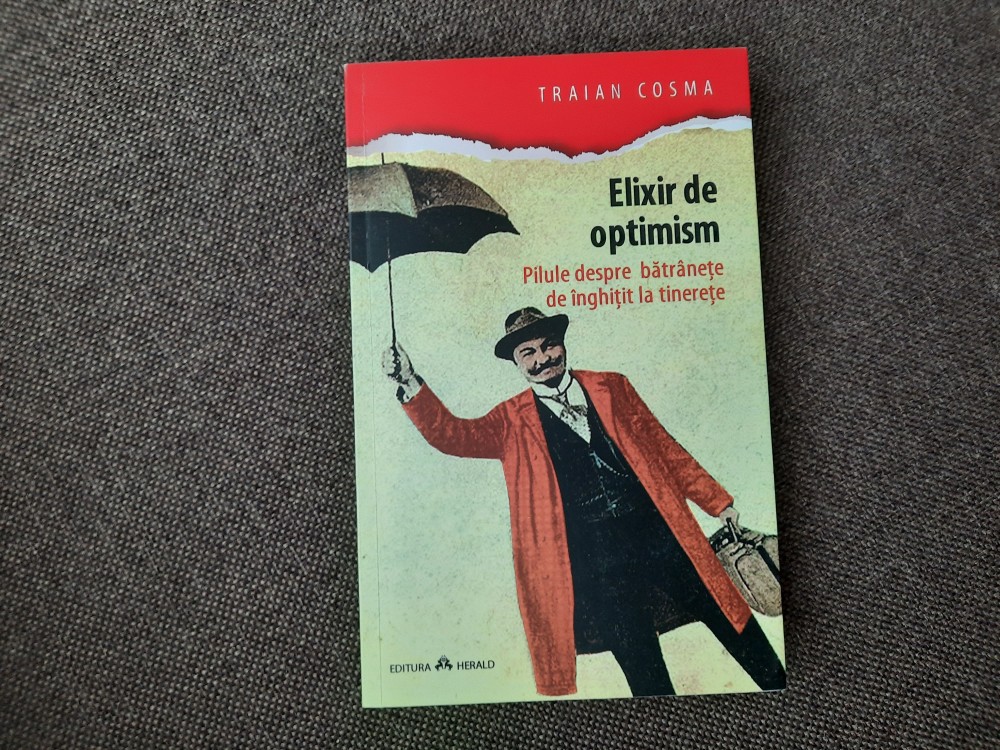 TRAIAN COSMA
Elixir de
optimism
Pilule despre bătrânețe
de înghițit la tinerețe
EDITURA HERALD